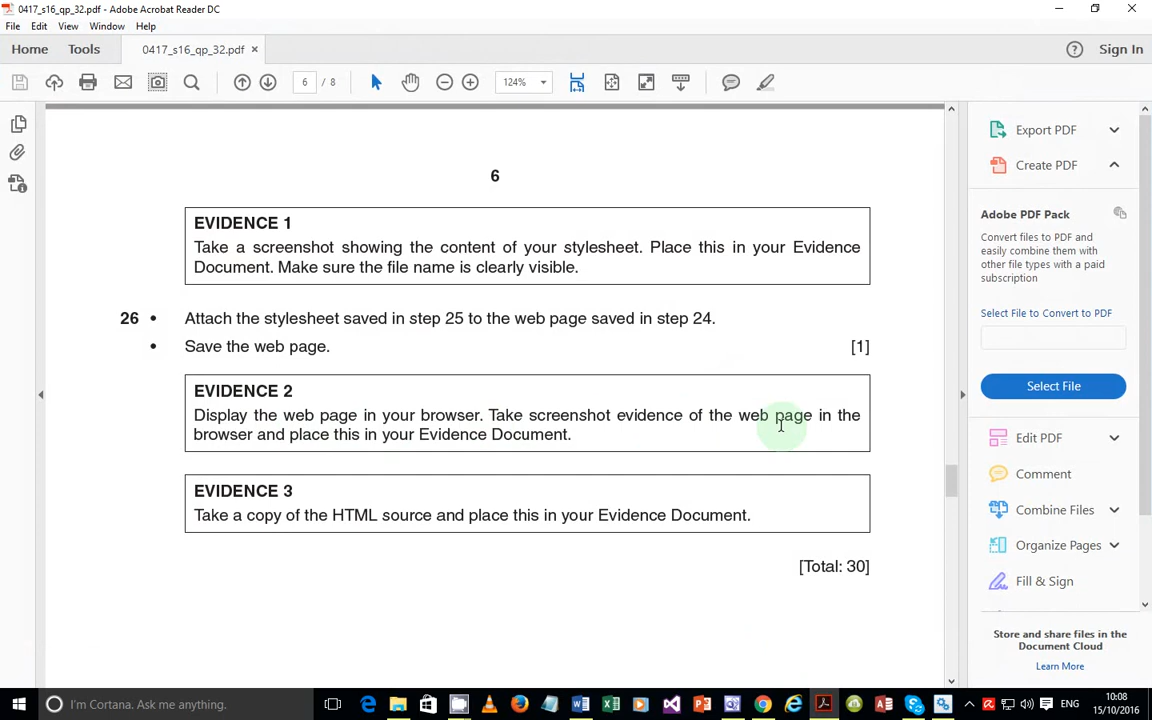 0417_s16_qp_32.pdf - Adobe Acrobat Reader DC
File Edit View Window Help
Home Tools 0417_s16_qp_32.pdf × Sign In
6 / 8 124%
6
EVIDENCE 1
Take a screenshot showing the content of your stylesheet. Place this in your Evidence
Document. Make sure the file name is clearly visible.
26 • Attach the stylesheet saved in step 25 to the web page saved in step 24.
• Save the web page. [1]
EVIDENCE 2
Display the web page in your browser. Take screenshot evidence of the web page in the
browser and place this in your Evidence Document.
EVIDENCE 3
Take a copy of the HTML source and place this in your Evidence Document.
[Total: 30]
Export PDF
Create PDF
Adobe PDF Pack
Convert files to PDF and
easily combine them with
other file types with a paid
subscription
Select File to Convert to PDF
Select File
Edit PDF
Comment
Combine Files
Organize Pages
Fill & Sign
Store and share files in the
Document Cloud
Learn More
I'm Cortana. Ask me anything.
ENG
10:08
15/10/2016